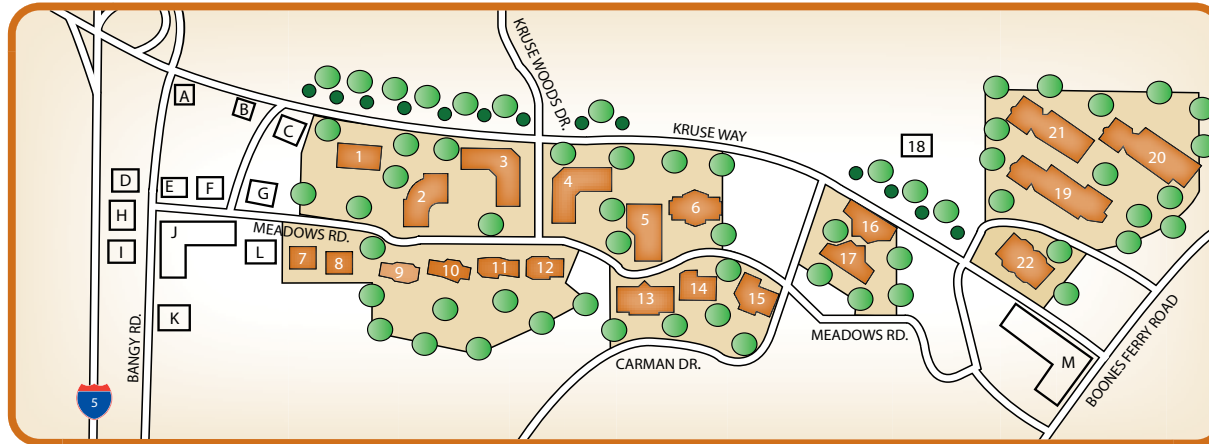 KRUSE WOODS DR.
KRUSE WAY
A
B
C
1
2
3
4
5
6
18
21
20
19
D
E
F
G
H
I
J
L
K
MEADOWS RD.
7
8
9
10
11
12
13
14
15
16
17
22
MEADOWS RD.
CARMAN DR.
BANGY RD.
BOONES FERRY ROAD
M
5